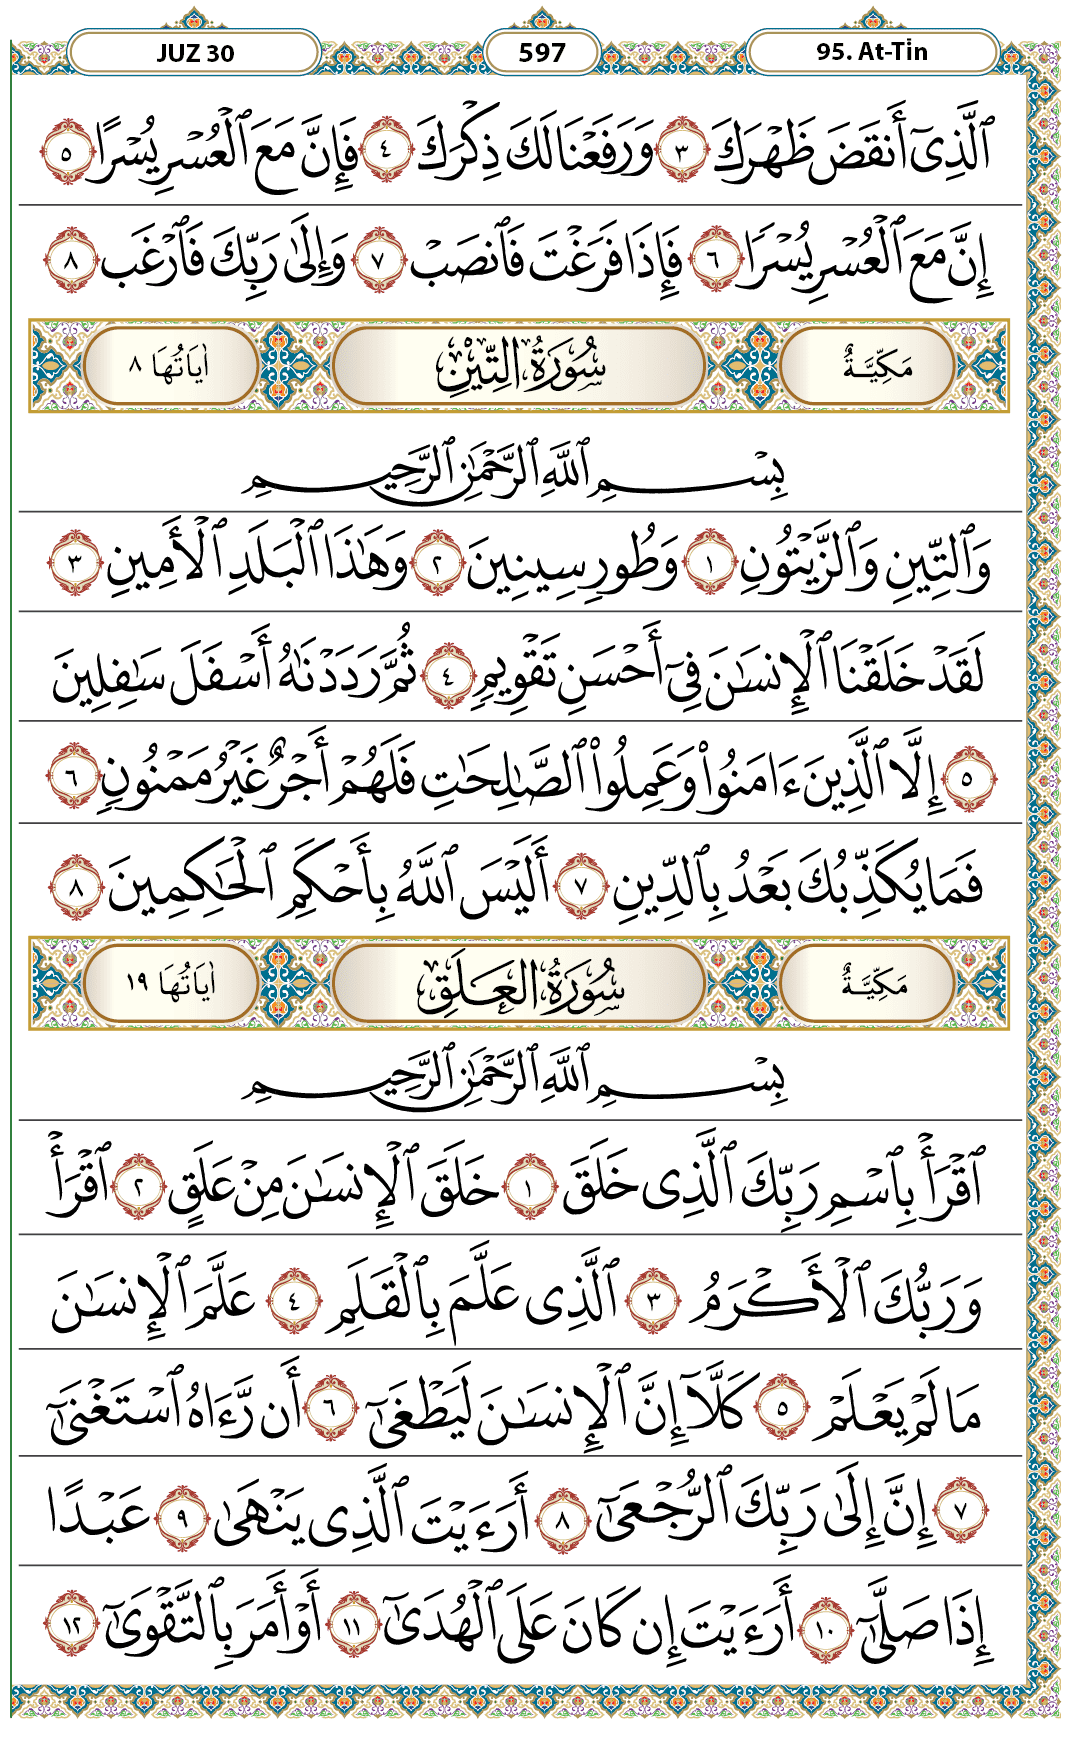 JUZ 30
597
95. At-Tin
ٱلَّذِىٓ أَنقَضَ ظَهْرَكَ ٣ وَرَفَعْنَا لَكَ ذِكْرَكَ ٤ فَإِنَّ مَعَ ٱلْعُسْرِ يُسْرًا ٥
إِنَّ مَعَ ٱلْعُسْرِ يُسْرًا ٦ فَإِذَا فَرَغْتَ فَٱنصَبْ ٧ وَإِلَىٰ رَبِّكَ فَٱرْغَب ٨
مَكِّيَّةٌ سُورَةُ التِّيْنِ اٰيَاتُهَا ٨
بِسْمِ ٱللَّهِ ٱلرَّحْمَٰنِ ٱلرَّحِيمِ
وَٱلتِّينِ وَٱلزَّيْتُونِ ١ وَطُورِ سِينِينَ ٢ وَهَٰذَا ٱلْبَلَدِ ٱلْأَمِينِ ٣
لَقَدْ خَلَقْنَا ٱلْإِنسَٰنَ فِىٓ أَحْسَنِ تَقْوِيمٍ ٤ ثُمَّ رَدَدْنَٰهُ أَسْفَلَ سَٰفِلِينَ
٥ إِلَّا ٱلَّذِينَ ءَامَنُوا۟ وَعَمِلُوا۟ ٱلصَّٰلِحَٰتِ فَلَهُمْ أَجْرٌ غَيْرُ مَمْنُونٍ ٦
فَمَا يُكَذِّبُكَ بَعْدُ بِٱلدِّينِ ٧ أَلَيْسَ ٱللَّهُ بِأَحْكَمِ ٱلْحَٰكِمِينَ ٨
مَكِّيَّةٌ سُورَةُ الْعَلَقِ اٰيَاتُهَا ١٩
بِسْمِ ٱللَّهِ ٱلرَّحْمَٰنِ ٱلرَّحِيمِ
ٱقْرَأْ بِٱسْمِ رَبِّكَ ٱلَّذِى خَلَقَ ١ خَلَقَ ٱلْإِنسَٰنَ مِنْ عَلَقٍ ٢ ٱقْرَأْ
وَرَبُّكَ ٱلْأَكْرَمُ ٣ ٱلَّذِى عَلَّمَ بِٱلْقَلَمِ ٤ عَلَّمَ ٱلْإِنسَٰنَ
مَا لَمْ يَعْلَمْ ٥ كَلَّآ إِنَّ ٱلْإِنسَٰنَ لَيَطْغَىٰٓ ٦ أَن رَّءَاهُ ٱسْتَغْنَىٰٓ
٧ إِنَّ إِلَىٰ رَبِّكَ ٱلرُّجْعَىٰٓ ٨ أَرَءَيْتَ ٱلَّذِى يَنْهَىٰ ٩ عَبْدًا
إِذَا صَلَّىٰٓ ١٠ أَرَءَيْتَ إِن كَانَ عَلَى ٱلْهُدَىٰٓ ١١ أَوْ أَمَرَ بِٱلتَّقْوَىٰٓ ١٢